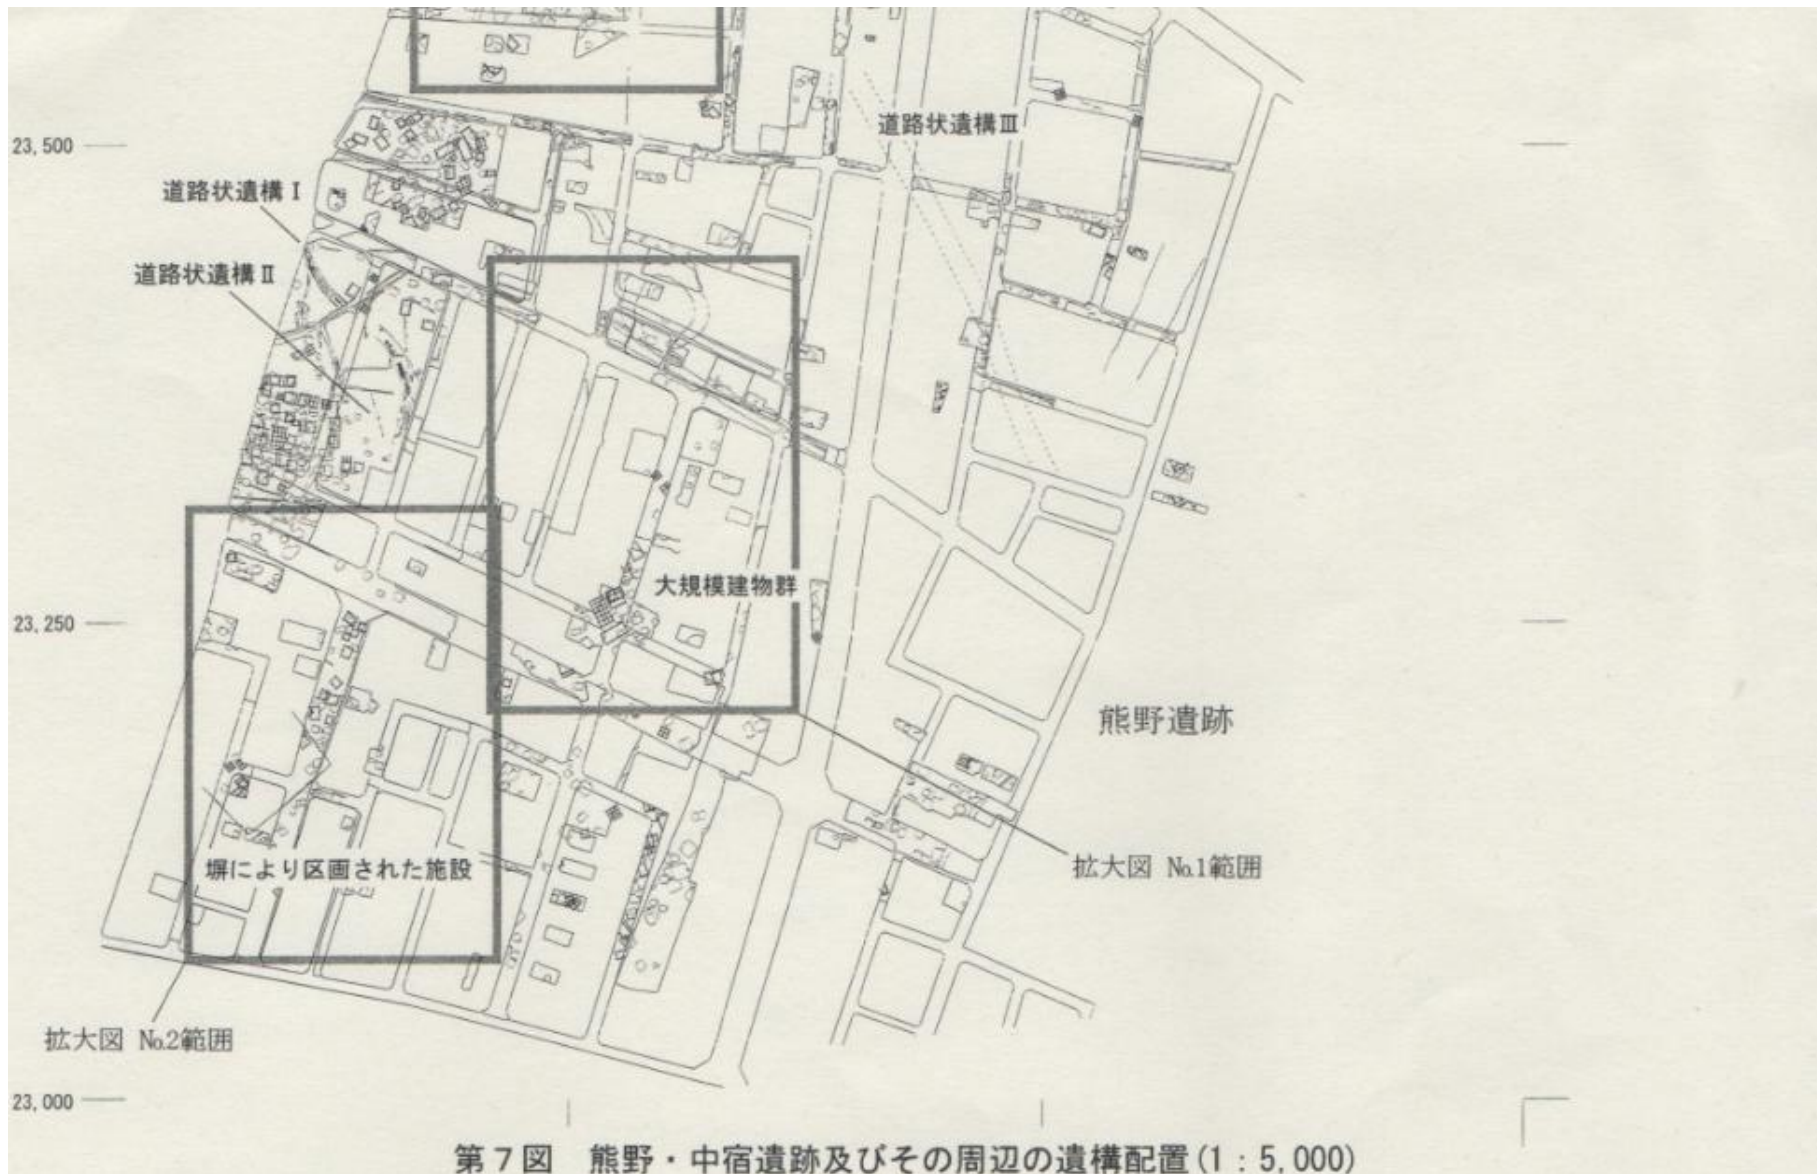 23,500
道路状遺構Ⅲ
道路状遺構Ⅰ
道路状遺構Ⅱ
大規模建物群
23,250
熊野遺跡
拡大図 №1範囲
塀により区画された施設
拡大図 №2範囲
23,000
第7図 熊野・中宿遺跡及びその周辺の遺構配置(1:5,000)